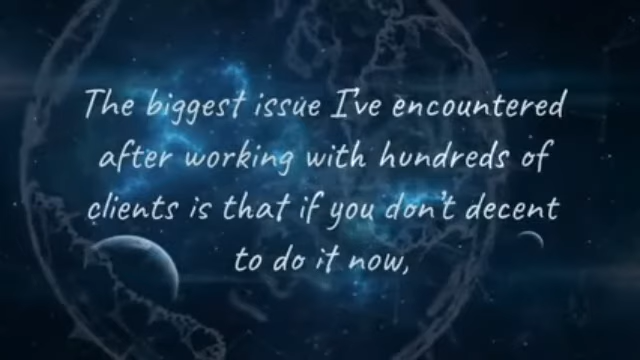 The biggest issue I've encountered
after working with hundreds of
clients is that if you don't decent
to do it now,